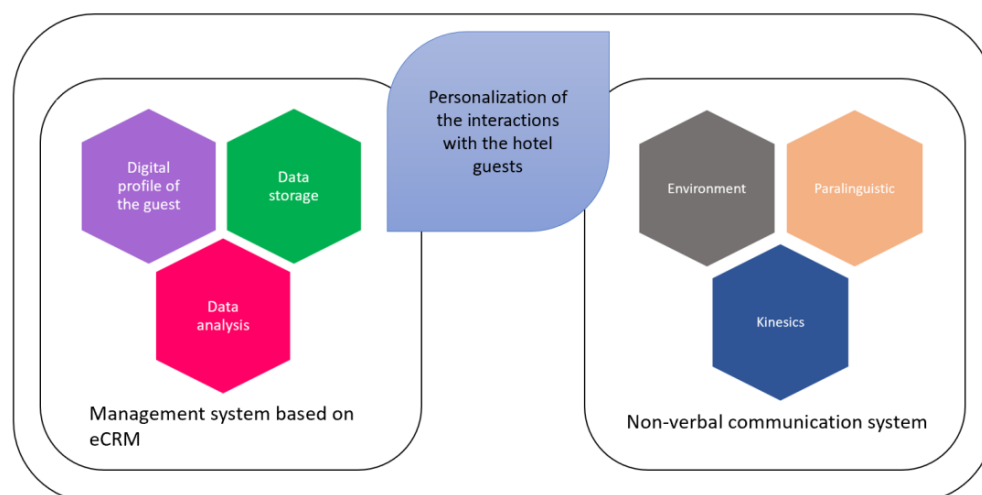 Personalization of
the interactions
with the hotel
guests
Digital
profile of
the guest
Data
storage
Data
analysis
Management system based on
eCRM
Environment
Paralinguistic
Kinesics
Non-verbal communication system